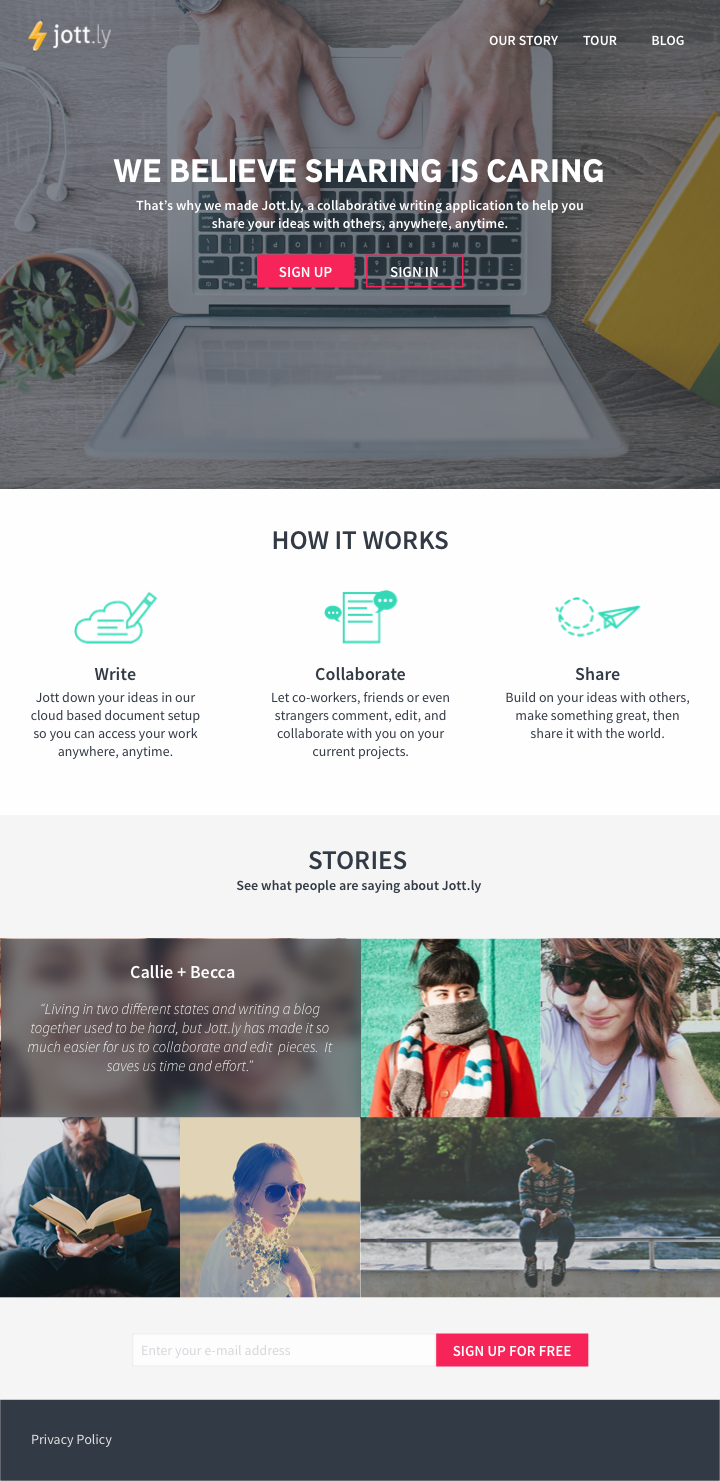 jott.ly
OUR STORY TOUR BLOG
WE BELIEVE SHARING IS CARING
That's why we made Jott.ly, a collaborative writing application to help you
share your ideas with others, anywhere, anytime.
SIGN UP SIGN IN
HOW IT WORKS
Write
Jott down your ideas in our
cloud based document setup
so you can access your work
anywhere, anytime.
Collaborate
Let co-workers, friends or even
strangers comment, edit, and
collaborate with you on your
current projects.
Share
Build on your ideas with others,
make something great, then
share it with the world.
STORIES
See what people are saying about Jott.ly
Callie + Becca
“Living in two different states and writing a blog
together used to be hard, but Jott.ly has made it so
much easier for us to collaborate and edit pieces. It
saves us time and effort.”
Enter your e-mail address
SIGN UP FOR FREE
Privacy Policy